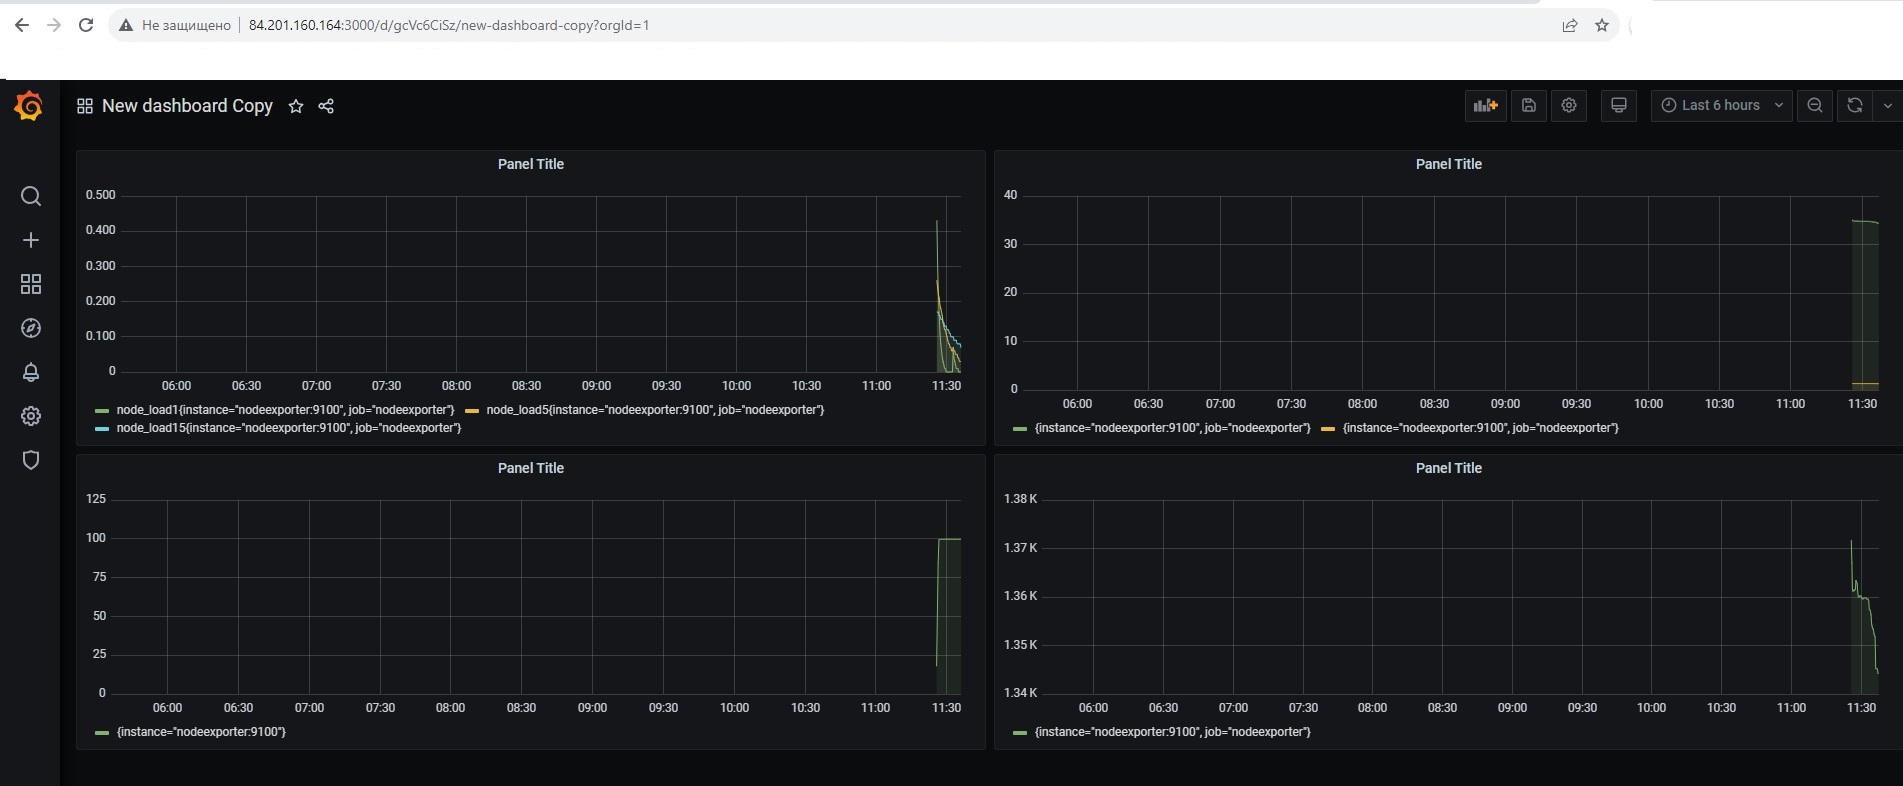 Не защищено 84.201.160.164:3000/d/gcVc6CiSz/new-dashboard-copy?orgId=1
New dashboard Copy
Last 6 hours
Panel Title
0.500
0.400
0.300
0.200
0.100
0
06:00 06:30 07:00 07:30 08:00 08:30 09:00 09:30 10:00 10:30 11:00 11:30
node_load1{instance="nodeexporter:9100", job="nodeexporter"} node_load5{instance="nodeexporter:9100", job="nodeexporter"}
node_load15{instance="nodeexporter:9100", job="nodeexporter"}
Panel Title
40
30
20
10
0
06:00 06:30 07:00 07:30 08:00 08:30 09:00 09:30 10:00 10:30 11:00 11:30
{instance="nodeexporter:9100", job="nodeexporter"} {instance="nodeexporter:9100", job="nodeexporter"}
Panel Title
125
100
75
50
25
0
06:00 06:30 07:00 07:30 08:00 08:30 09:00 09:30 10:00 10:30 11:00 11:30
{instance="nodeexporter:9100"}
Panel Title
1.38 K
1.37 K
1.36 K
1.35 K
1.34 K
06:00 06:30 07:00 07:30 08:00 08:30 09:00 09:30 10:00 10:30 11:00 11:30
{instance="nodeexporter:9100", job="nodeexporter"}